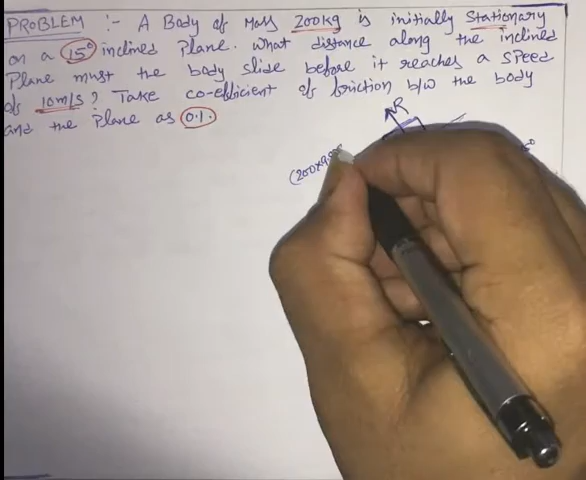 PROBLEM :- A Body of Mass 200kg is initially Stationary
on a 15° inclined Plane. What distance along the inclined
Plane must the body slide before it reaches a speed
of 10m/s? Take co-efficient of friction b/w the body
and the plane as 0.1.
R